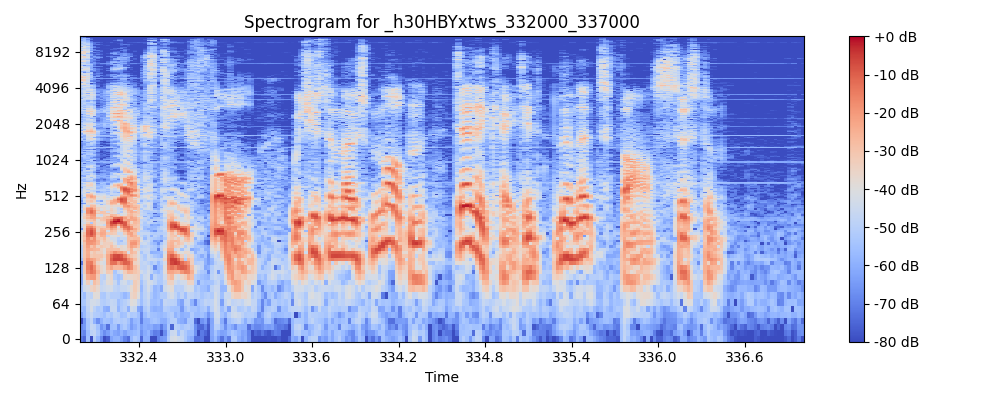 Spectrogram for _h30HBYxtws_332000_337000
Hz
8192
4096
2048
1024
512
256
128
64
0
332.4 333.0 333.6 334.2 334.8 335.4 336.0 336.6
Time
+0 dB
-10 dB
-20 dB
-30 dB
-40 dB
-50 dB
-60 dB
-70 dB
-80 dB